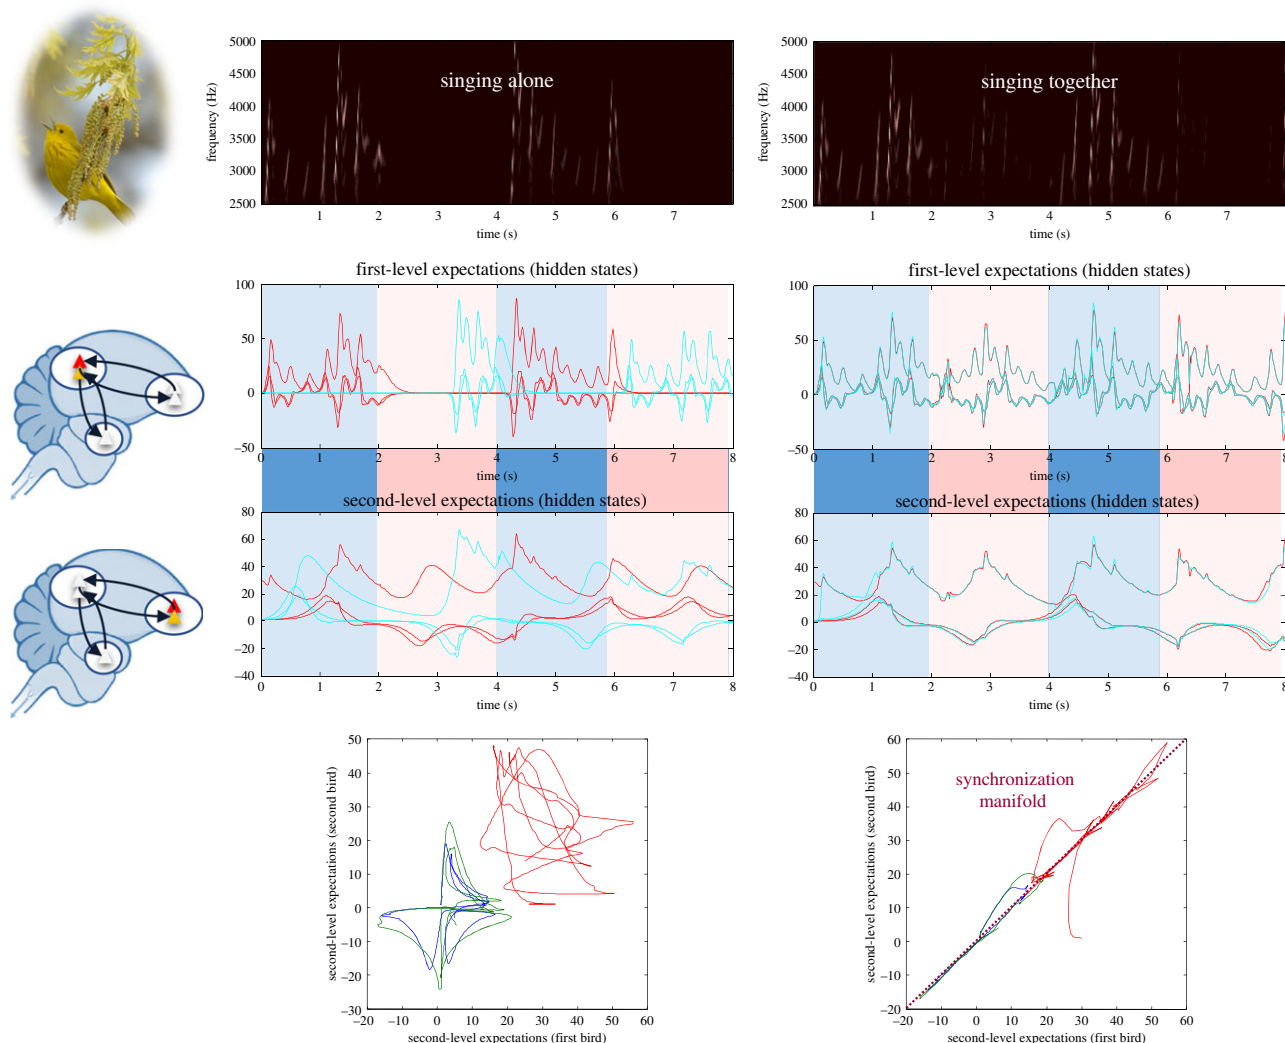 5000
4500
4000
3500
3000
2500
frequency (Hz)
singing alone
1 2 3 4 5 6 7
time (s)
5000
4500
4000
3500
3000
2500
frequency (Hz)
singing together
1 2 3 4 5 6 7
time (s)
first-level expectations (hidden states)
100
50
0
–50
0 1 2 3 4 5 6 7 8
time (s)
first-level expectations (hidden states)
100
50
0
–50
0 1 2 3 4 5 6 7 8
time (s)
second-level expectations (hidden states)
80
60
40
20
0
–20
–40
0 1 2 3 4 5 6 7 8
time (s)
second-level expectations (hidden states)
80
60
40
20
0
–20
–40
0 1 2 3 4 5 6 7 8
time (s)
50
40
30
20
10
0
–10
–20
–30
second-level expectations (second bird)
–20 –10 0 10 20 30 40 50 60
second-level expectations (first bird)
60
50
40
30
20
10
0
–10
–20
second-level expectations (second bird)
synchronization
manifold
–20 –10 0 10 20 30 40 50 60
second-level expectations (first bird)